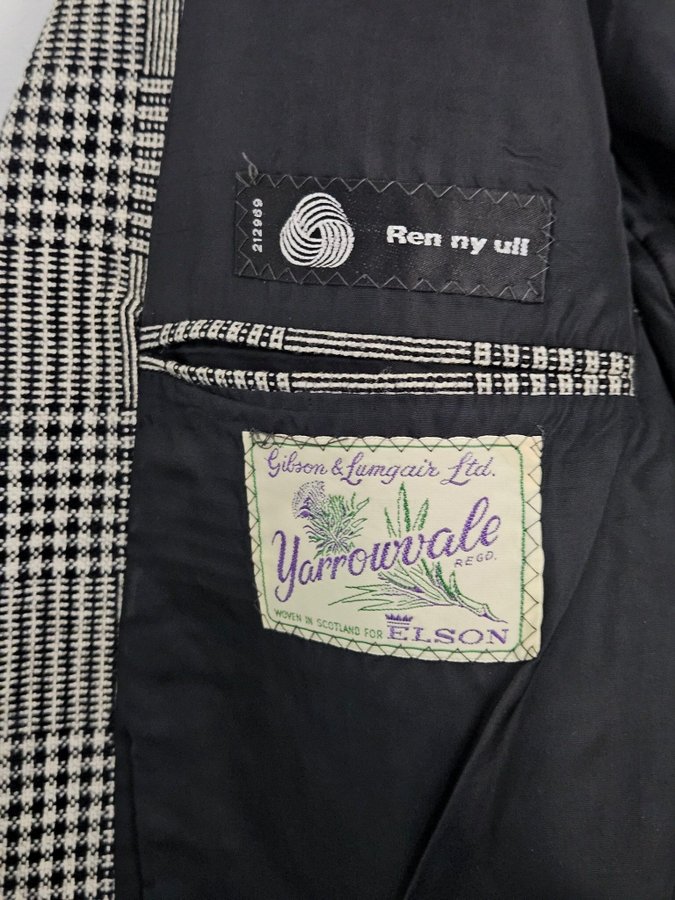 212989
Ren ny ull
Gibson & Lumgair Ltd.
Yarrowvale
REGD.
WOVEN IN SCOTLAND FOR ELSON